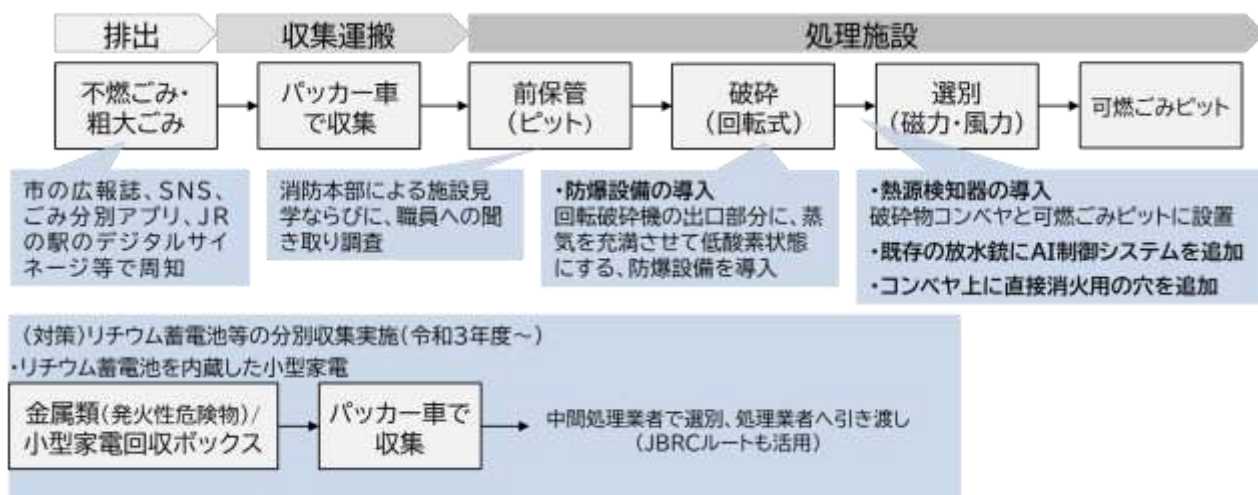 排出
収集運搬
処理施設
不燃ごみ・
粗大ごみ
パッカー車
で収集
前保管
(ピット)
破砕
(回転式)
選別
(磁力・風力)
可燃ごみピット
市の広報誌、SNS、
ごみ分別アプリ、JR
の駅のデジタルサイ
ネージ等で周知
消防本部による施設見
学ならびに、職員への聞
き取り調査
・防爆設備の導入
回転破砕機の出口部分に、蒸
気を充満させて低酸素状態
にする、防爆設備を導入
・熱源検知器の導入
破砕物コンベヤと可燃ごみピットに設置
・既存の放水銃にAI制御システムを追加
・コンベヤ上に直接消火用の穴を追加
(対策)リチウム蓄電池等の分別収集実施(令和3年度~)
・リチウム蓄電池を内蔵した小型家電
金属類(発火性危険物)/
小型家電回収ボックス
パッカー車で
収集
中間処理業者で選別、処理業者へ引き渡し
(JBRCルートも活用)